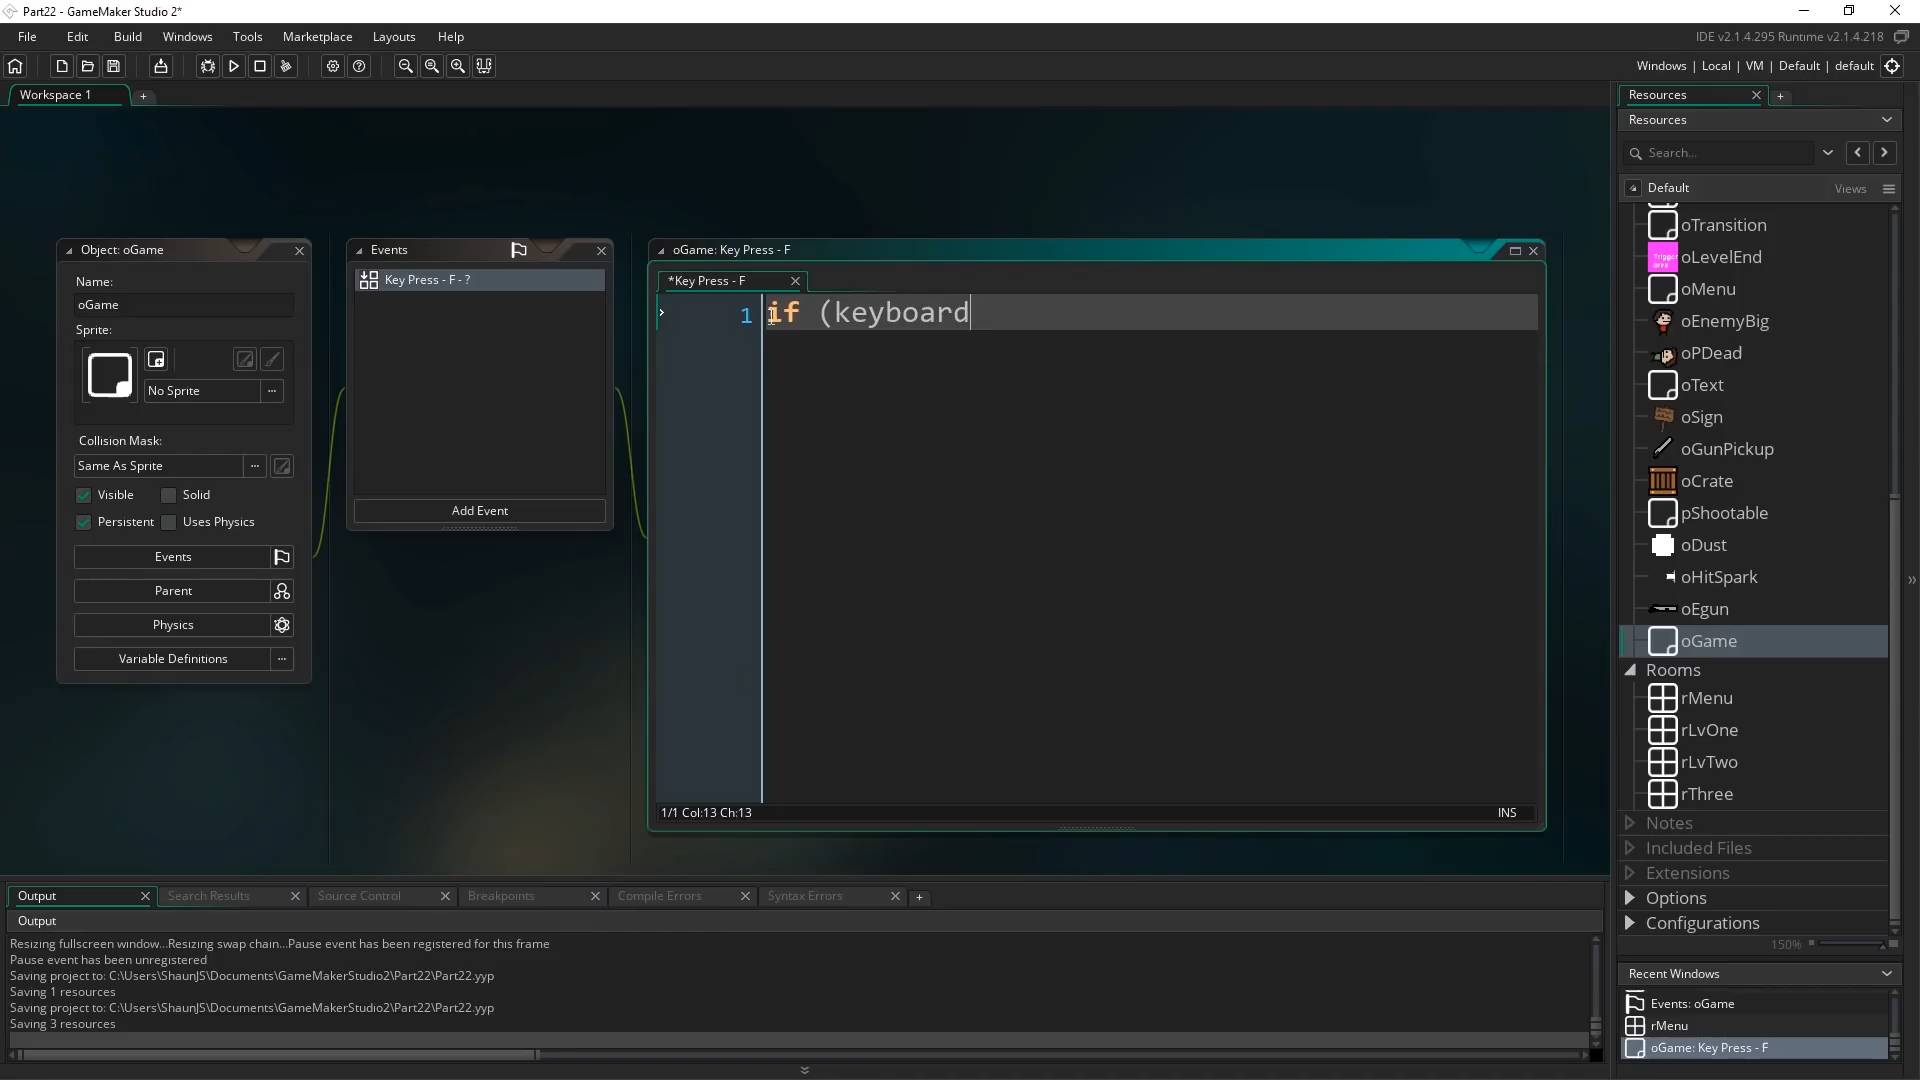 Part22 - GameMaker Studio 2*
File Edit Build Windows Tools Marketplace Layouts Help
IDE v2.1.4.295 Runtime v2.1.4.218
Windows | Local | VM | Default | default
Workspace 1
Object: oGame
Name:
oGame
Sprite:
No Sprite
Collision Mask:
Same As Sprite
Visible Solid
Persistent Uses Physics
Events
Parent
Physics
Variable Definitions
Events
Key Press - F - ?
Add Event
oGame: Key Press - F
*Key Press - F
1 if (keyboard
1/1 Col:13 Ch:13 INS
Resources
Resources
Search...
Default Views
oTransition
oLevelEnd
oMenu
oEnemyBig
oPDead
oText
oSign
oGunPickup
oCrate
pShootable
oDust
oHitSpark
oEgun
oGame
Rooms
rMenu
rLvOne
rLvTwo
rThree
Notes
Included Files
Extensions
Options
Configurations
150%
Recent Windows
Events: oGame
rMenu
oGame: Key Press - F
Output Search Results Source Control Breakpoints Compile Errors Syntax Errors
Output
Resizing fullscreen window...Resizing swap chain...Pause event has been registered for this frame
Pause event has been unregistered
Saving project to: C:\Users\ShaunJS\Documents\GameMakerStudio2\Part22\Part22.yyp
Saving 1 resources
Saving project to: C:\Users\ShaunJS\Documents\GameMakerStudio2\Part22\Part22.yyp
Saving 3 resources